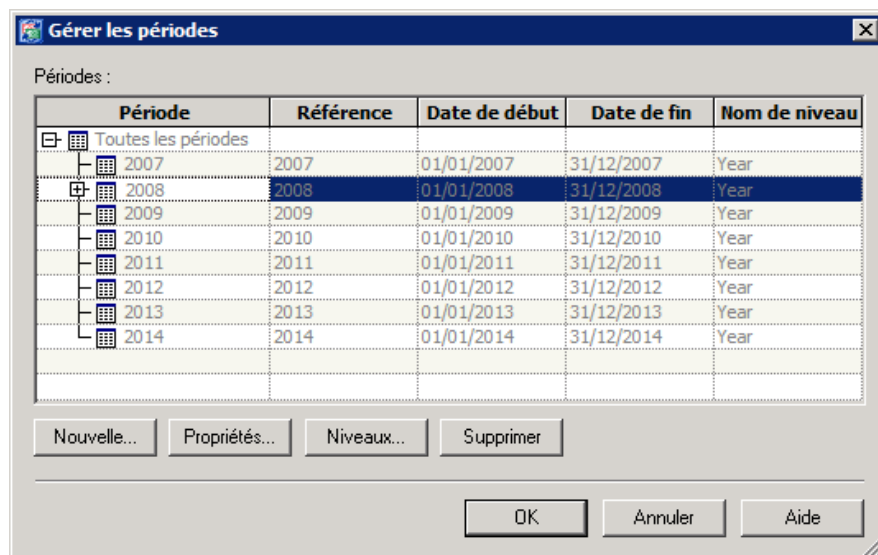 Gérer les périodes
Périodes :
Période Référence Date de début Date de fin Nom de niveau
Toutes les périodes
2007 2007 01/01/2007 31/12/2007 Year
2008 2008 01/01/2008 31/12/2008 Year
2009 2009 01/01/2009 31/12/2009 Year
2010 2010 01/01/2010 31/12/2010 Year
2011 2011 01/01/2011 31/12/2011 Year
2012 2012 01/01/2012 31/12/2012 Year
2013 2013 01/01/2013 31/12/2013 Year
2014 2014 01/01/2014 31/12/2014 Year
Nouvelle... Propriétés... Niveaux... Supprimer
OK Annuler Aide